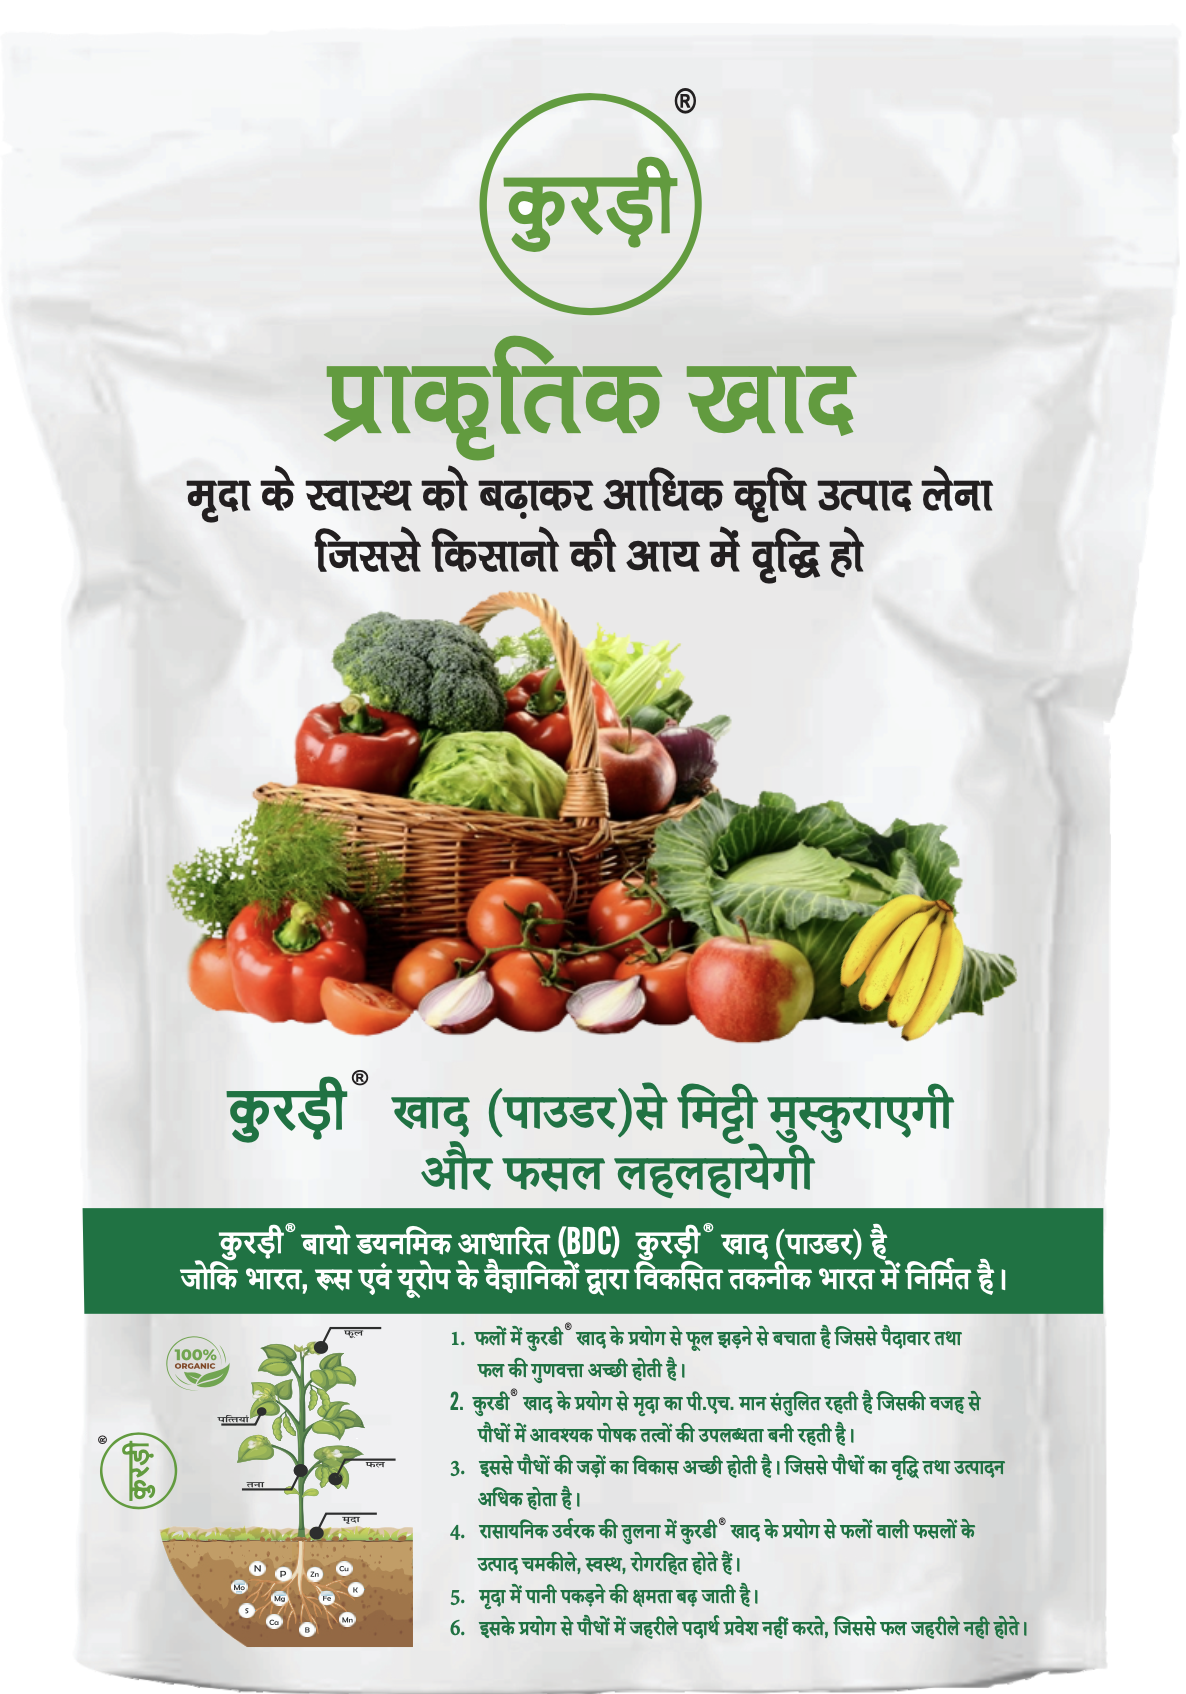 ®
कुरड़ी
प्राकृतिक खाद
मृदा के स्वास्थ को बढ़ाकर आधिक कृषि उत्पाद लेना
जिससे किसानो की आय में वृद्धि हो
कुरड़ी® खाद (पाउडर)से मिट्टी मुस्कुराएगी
और फसल लहलहायेगी
कुरड़ी® बायो डयनमिक आधारित (BDC) कुरड़ी® खाद (पाउडर) है
जोकि भारत, रूस एवं यूरोप के वैज्ञानिकों द्वारा विकसित तकनीक भारत में निर्मित है।
100%
ORGANIC
®
कुरड़ी
फूल
पत्तियां
फल
तना
मृदा
N P Zn Cu
Mo Mg Fe K
S Ca B Mn
1. फलों में कुरडी® खाद के प्रयोग से फूल झड़ने से बचाता है जिससे पैदावार तथा
फल की गुणवत्ता अच्छी होती है।
2. कुरडी® खाद के प्रयोग से मृदा का पी.एच. मान संतुलित रहती है जिसकी वजह से
पौधों में आवश्यक पोषक तत्वों की उपलब्धता बनी रहती है।
3. इससे पौधों की जड़ों का विकास अच्छी होती है। जिससे पौधों का वृद्धि तथा उत्पादन
अधिक होता है।
4. रासायनिक उर्वरक की तुलना में कुरडी® खाद के प्रयोग से फलों वाली फसलों के
उत्पाद चमकीले, स्वस्थ, रोगरहित होते हैं।
5. मृदा में पानी पकड़ने की क्षमता बढ़ जाती है।
6. इसके प्रयोग से पौधों में जहरीले पदार्थ प्रवेश नहीं करते, जिससे फल जहरीले नही होते।